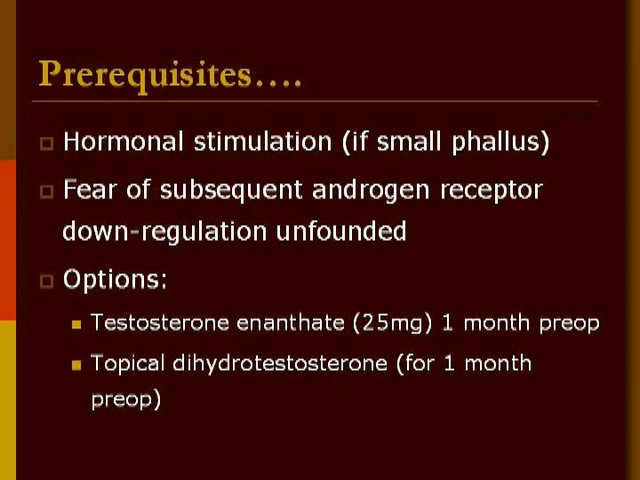 Prerequisites....
Hormonal stimulation (if small phallus)
Fear of subsequent androgen receptor
down-regulation unfounded
Options:
Testosterone enanthate (25mg) 1 month preop
Topical dihydrotestosterone (for 1 month
preop)